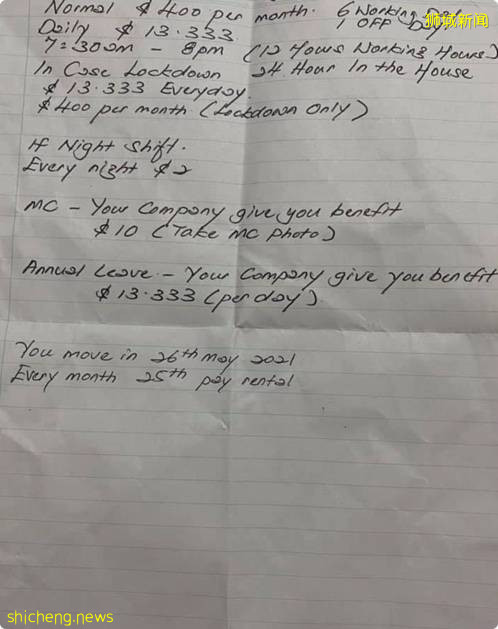 Normal $400 per month. 6 Working Day
1 OFF Day
Daily $13.333
7:30am - 8pm (12 Hours Working Hours)
In Case Lockdown 24 Hour In the House
$13.333 Everyday
$400 per month (Lockdown Only)
If Night Shift.
Every night $2
MC - Your Company give you benefit
$10 (Take MC Photo)
Annual Leave - Your Company give you benefit
$13.333 (per day)
You move in 26th may 2021
Every month 25th pay rental
狮城新闻
shicheng.news